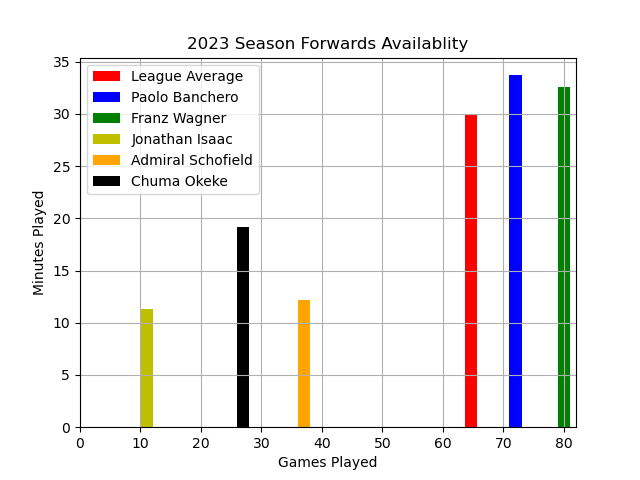 2023 Season Forwards Availablity
League Average
Paolo Banchero
Franz Wagner
Jonathan Isaac
Admiral Schofield
Chuma Okeke
35
30
25
20
15
10
5
0
Minutes Played
0 10 20 30 40 50 60 70 80
Games Played